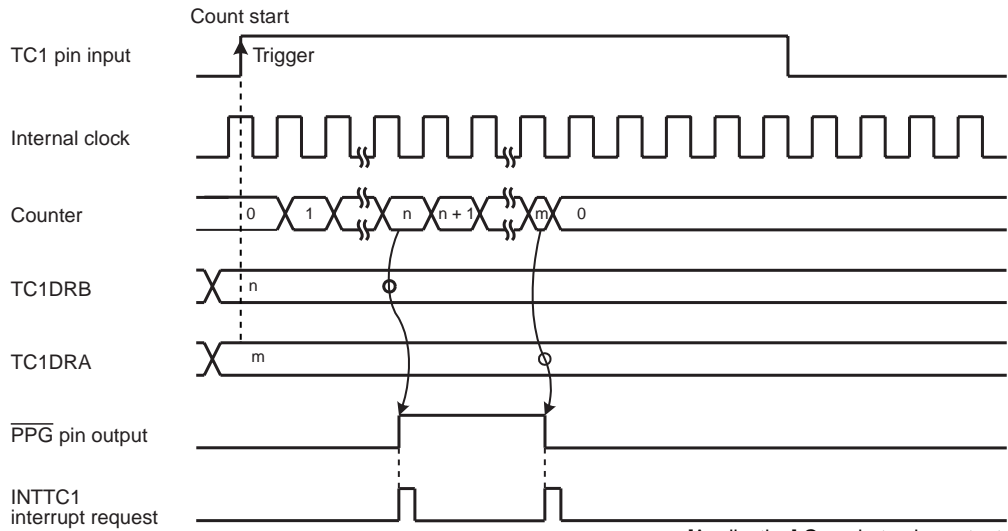 Count start
TC1 pin input
Trigger
Internal clock
Counter
0 1 n n + 1 m 0
TC1DRB
n
TC1DRA
m
PPG pin output
INTTC1
interrupt request